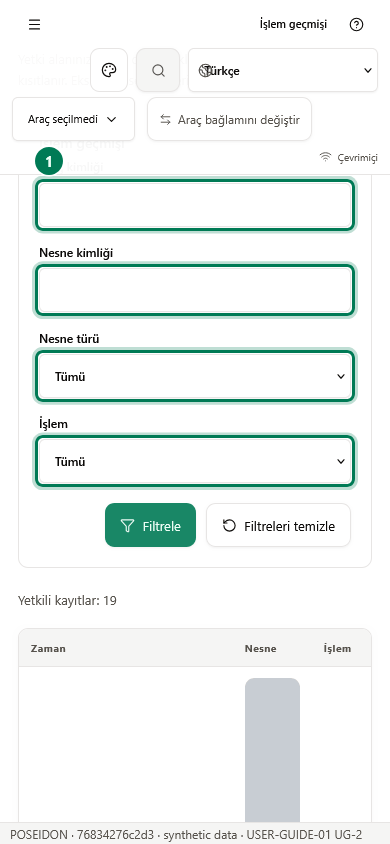 İşlem geçmişi
Türkçe
Araç seçilmedi
Araç bağlamını değiştir
1
Çevrimiçi
Nesne kimliği
Nesne türü
Tümü
İşlem
Tümü
Filtrele
Filtreleri temizle
Yetkili kayıtlar: 19
Zaman Nesne İşlem
POSEIDON · 76834276c2d3 · synthetic data · USER-GUIDE-01 UG-2